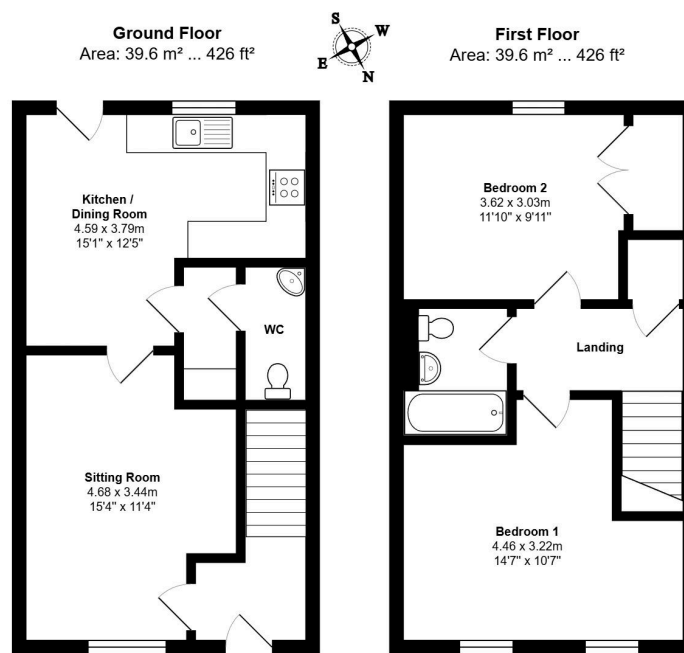 Ground Floor
Area: 39.6 m² ... 426 ft²
S
W
E
N
First Floor
Area: 39.6 m² ... 426 ft²
Kitchen /
Dining Room
4.59 x 3.79m
15'1" x 12'5"
WC
Sitting Room
4.68 x 3.44m
15'4" x 11'4"
Bedroom 2
3.62 x 3.03m
11'10" x 9'11"
Landing
Bedroom 1
4.46 x 3.22m
14'7" x 10'7"